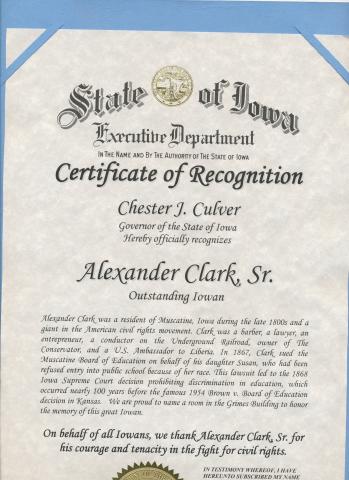 State of Iowa
Executive Department
IN THE NAME AND BY THE AUTHORITY OF THE STATE OF IOWA
Certificate of Recognition
Chester J. Culver
Governor of the State of Iowa
Hereby officially recognizes
Alexander Clark, Sr.
Outstanding Iowan
Alexander Clark was a resident of Muscatine, Iowa during the late 1800s and a
giant in the American civil rights movement. Clark was a barber, a lawyer, an
entrepreneur, a conductor on the Underground Railroad, owner of The
Conservator, and a U.S. Ambassador to Liberia. In 1867, Clark sued the
Muscatine Board of Education on behalf of his daughter Susan, who had been
refused entry into public school because of her race. This lawsuit led to the 1868
Iowa Supreme Court decision prohibiting discrimination in education, which
occurred nearly 100 years before the famous 1954 Brown v. Board of Education
decision in Kansas. We are proud to name a room in the Grimes Building to honor
the memory of this great Iowan.
On behalf of all Iowans, we thank Alexander Clark, Sr. for
his courage and tenacity in the fight for civil rights.
IN TESTIMONY WHEREOF, I HAVE
HEREUNTO SUBSCRIBED MY NAME